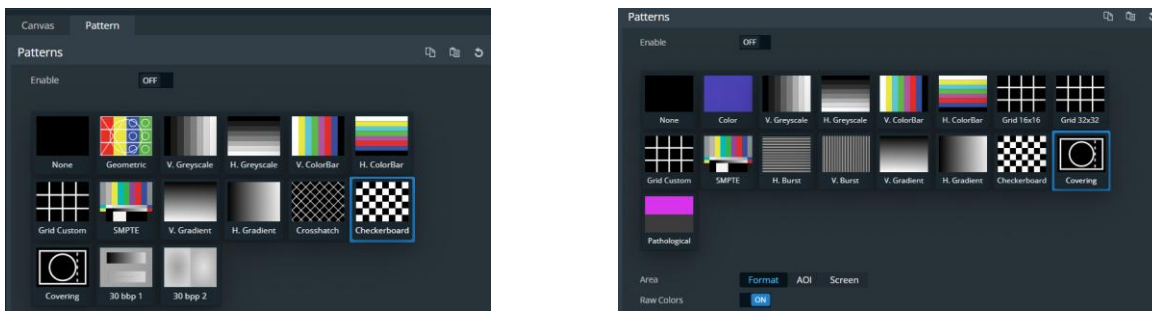 Canvas Pattern
Patterns
Enable OFF
None Geometric V. Greyscale H. Greyscale V. ColorBar H. ColorBar
Grid Custom SMPTE V. Gradient H. Gradient Crosshatch Checkerboard
Covering 30 bbp 1 30 bpp 2
Patterns
Enable OFF
None Color V. Greyscale H. Greyscale V. ColorBar H. ColorBar Grid 16x16 Grid 32x32
Grid Custom SMPTE H. Burst V. Burst V. Gradient H. Gradient Checkerboard Covering
Pathological
Area Format AOI Screen
Raw Colors ON